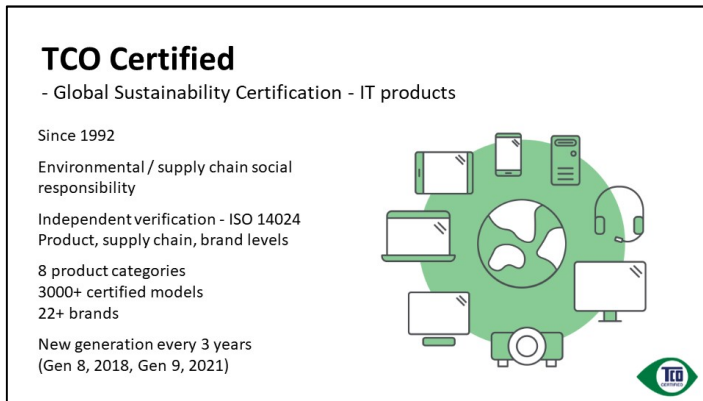 TCO Certified
- Global Sustainability Certification - IT products
Since 1992
Environmental / supply chain social
responsibility
Independent verification - ISO 14024
Product, supply chain, brand levels
8 product categories
3000+ certified models
22+ brands
New generation every 3 years
(Gen 8, 2018, Gen 9, 2021)
TCO
CERTIFIED